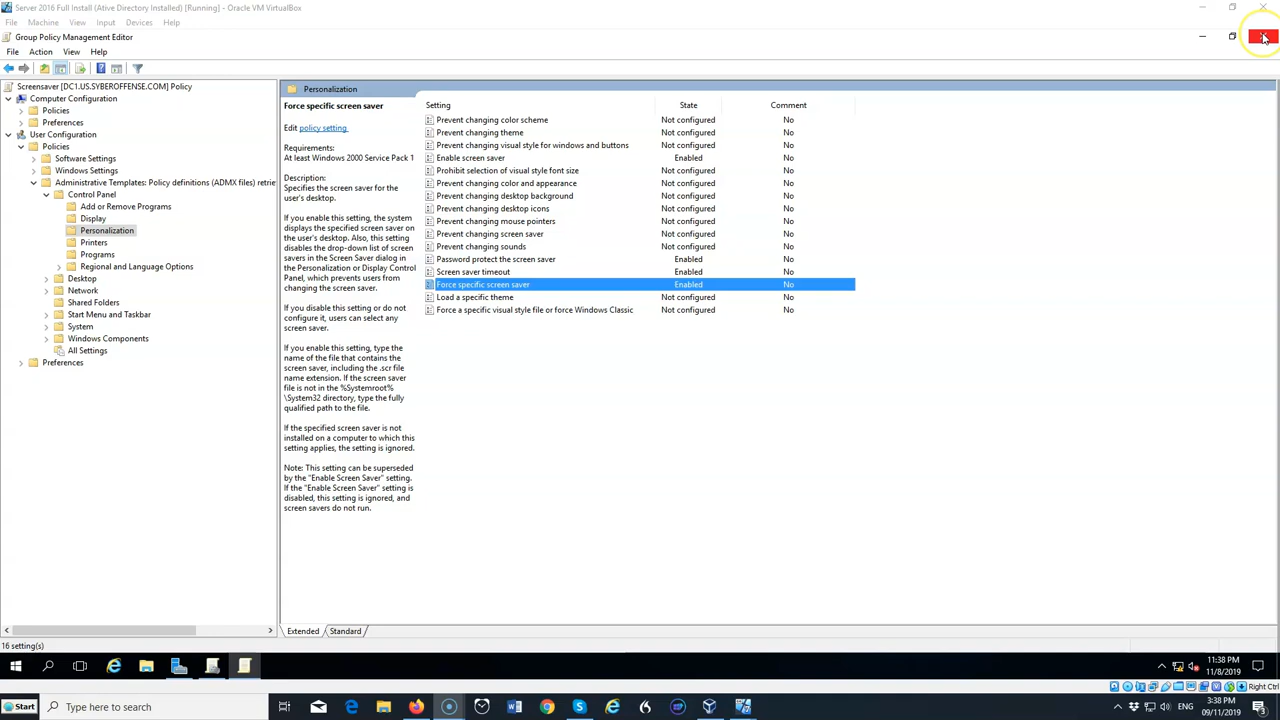 Server 2016 Full Install (Ative Directory Installed) [Running] - Oracle VM VirtualBox
File Machine View Input Devices Help
Group Policy Management Editor
File Action View Help
Screensaver [DC1.US.SYBEROFFENSE.COM] Policy
Computer Configuration
Policies
Preferences
User Configuration
Policies
Software Settings
Windows Settings
Administrative Templates: Policy definitions (ADMX files) retrie
Control Panel
Add or Remove Programs
Display
Personalization
Printers
Programs
Regional and Language Options
Desktop
Network
Shared Folders
Start Menu and Taskbar
System
Windows Components
All Settings
Preferences
Personalization
Force specific screen saver
Edit policy setting
Requirements:
At least Windows 2000 Service Pack 1
Description:
Specifies the screen saver for the
user's desktop.
If you enable this setting, the system
displays the specified screen saver on
the user's desktop. Also, this setting
disables the drop-down list of screen
savers in the Screen Saver dialog in
the Personalization or Display Control
Panel, which prevents users from
changing the screen saver.
If you disable this setting or do not
configure it, users can select any
screen saver.
If you enable this setting, type the
name of the file that contains the
screen saver, including the .scr file
name extension. If the screen saver
file is not in the %Systemroot%
\System32 directory, type the fully
qualified path to the file.
If the specified screen saver is not
installed on a computer to which this
setting applies, the setting is ignored.
Note: This setting can be superseded
by the "Enable Screen Saver" setting.
If the "Enable Screen Saver" setting is
disabled, this setting is ignored, and
screen savers do not run.
Setting State Comment
Prevent changing color scheme Not configured No
Prevent changing theme Not configured No
Prevent changing visual style for windows and buttons Not configured No
Enable screen saver Enabled No
Prohibit selection of visual style font size Not configured No
Prevent changing color and appearance Not configured No
Prevent changing desktop background Not configured No
Prevent changing desktop icons Not configured No
Prevent changing mouse pointers Not configured No
Prevent changing screen saver Not configured No
Prevent changing sounds Not configured No
Password protect the screen saver Enabled No
Screen saver timeout Enabled No
Force specific screen saver Enabled No
Load a specific theme Not configured No
Force a specific visual style file or force Windows Classic Not configured No
Extended Standard
16 setting(s)
11:38 PM
11/8/2019
Right Ctrl
Start Type here to search
ENG
3:38 PM
09/11/2019